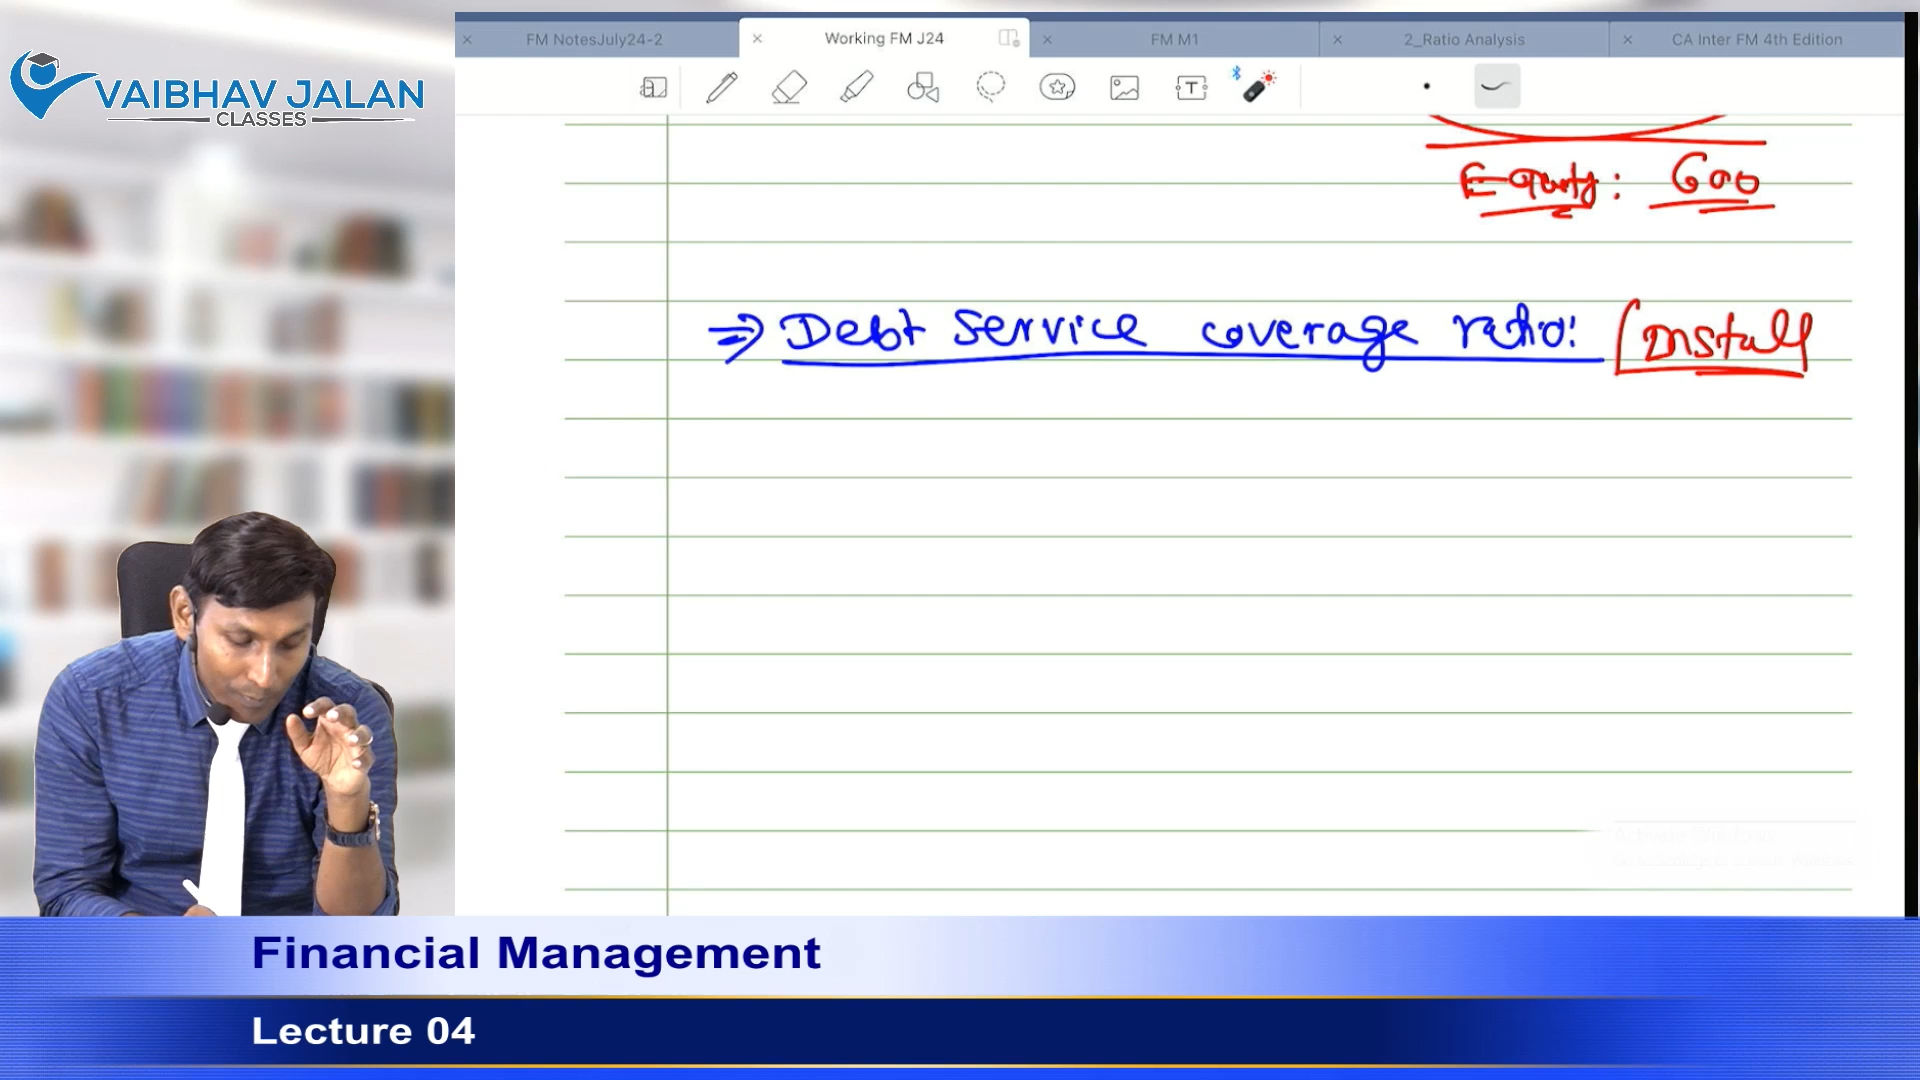 VAIBHAV JALAN
CLASSES
FM NotesJuly24-2
Working FM J24
FM M1
2_Ratio Analysis
CA Inter FM 4th Edition
Equity: 600
⇒ Debt Service coverage ratio: (Install
Financial Management
Lecture 04